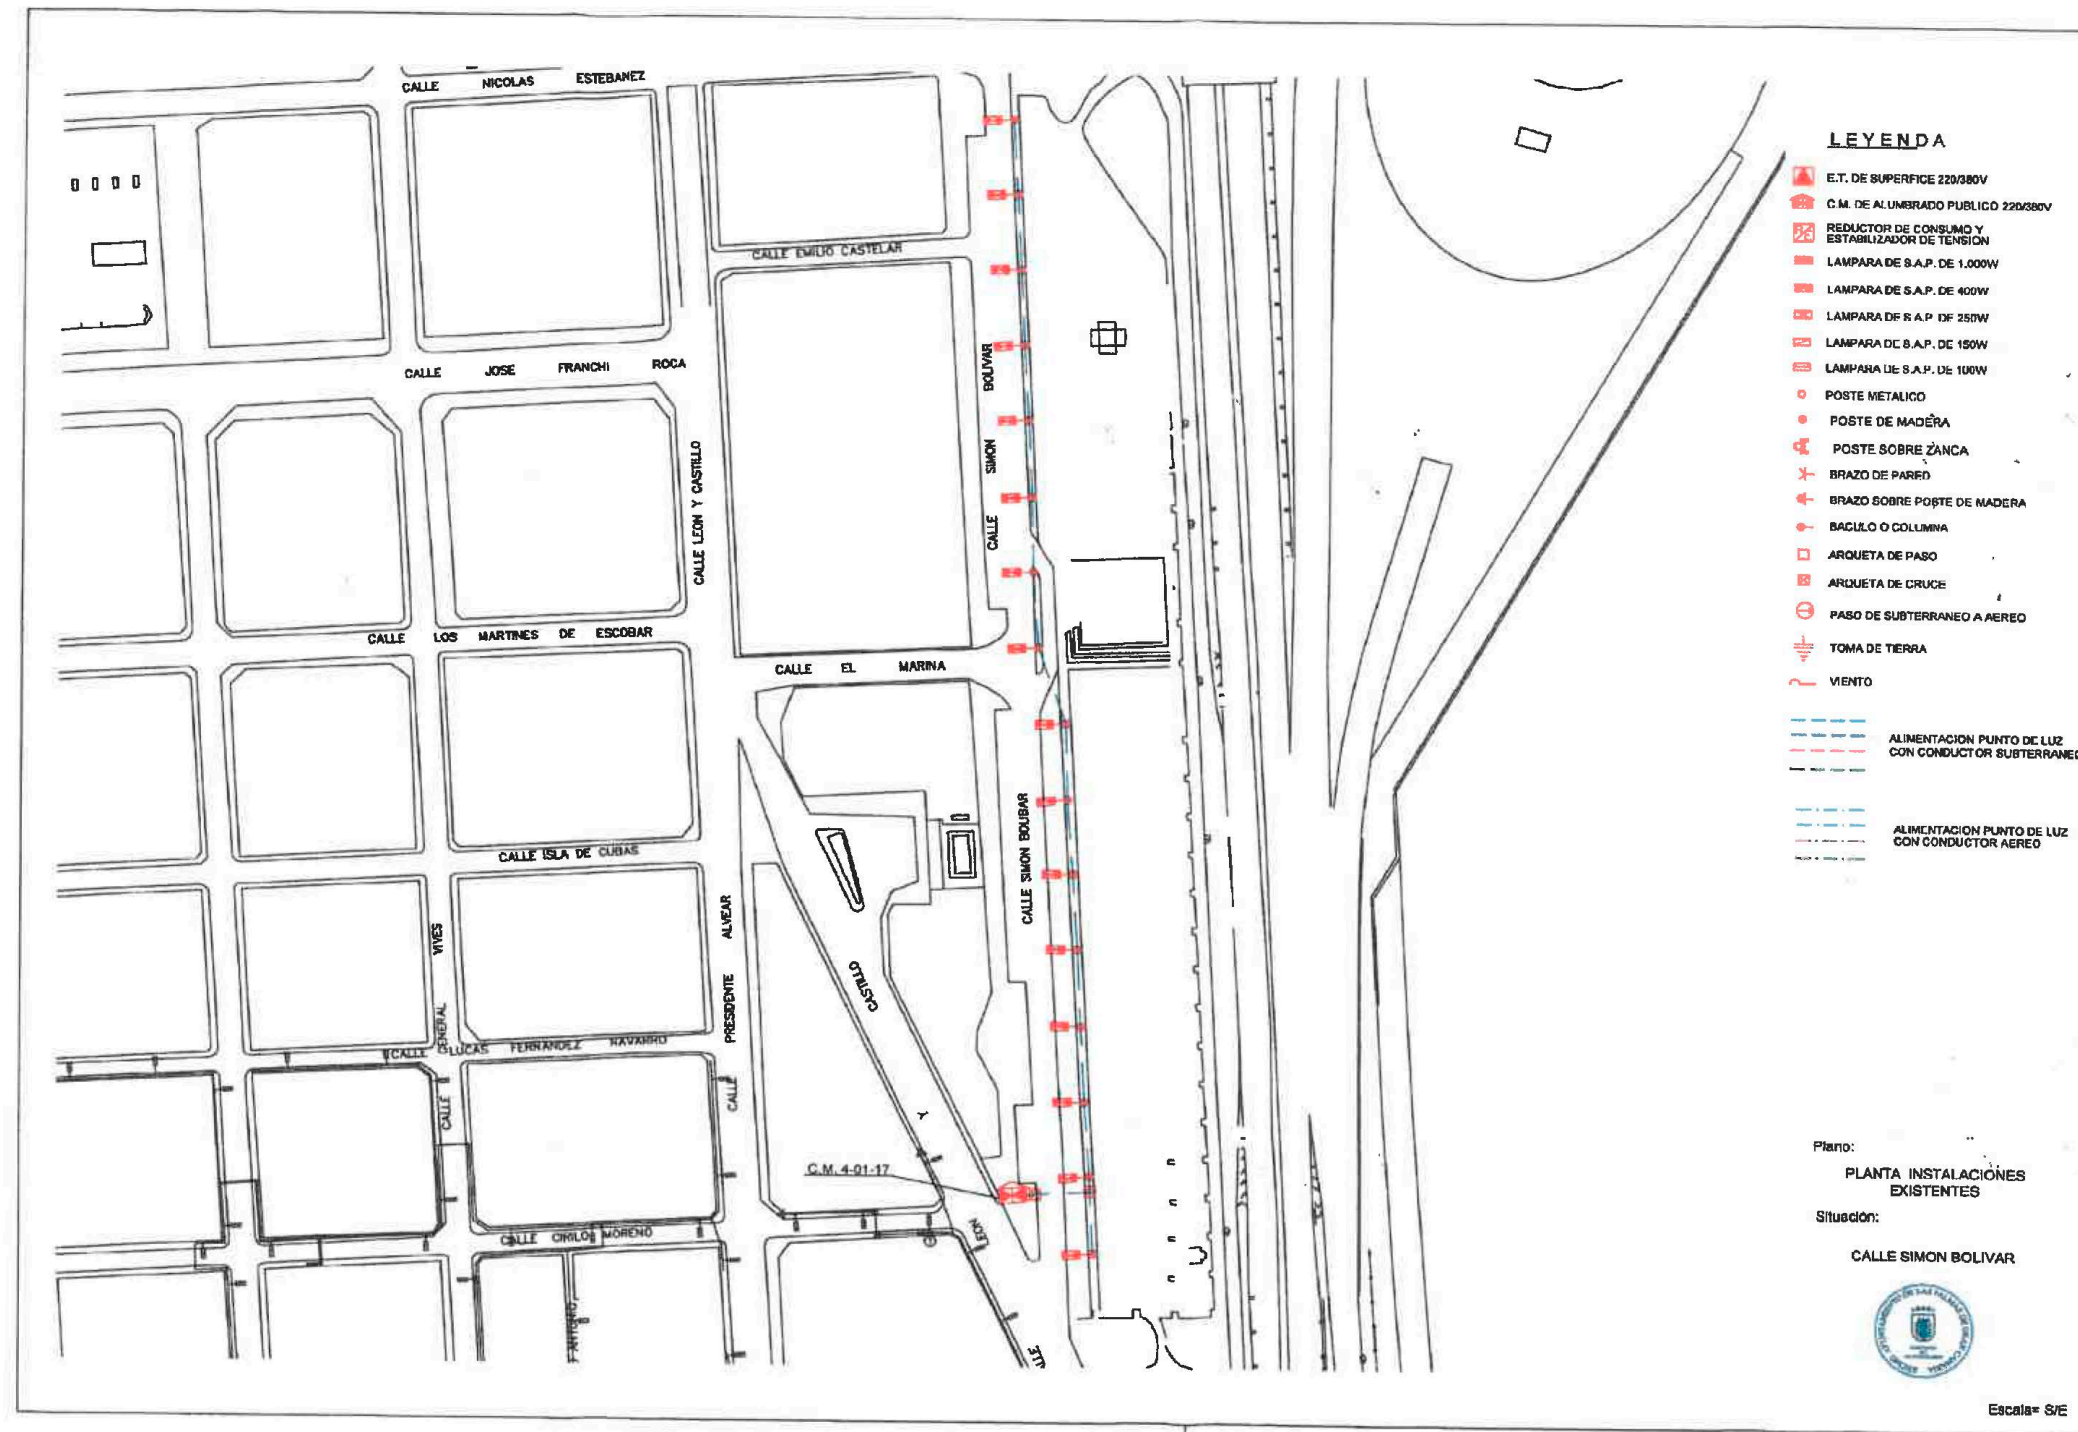 CALLE NICOLAS ESTEBANEZ
CALLE EMILIO CASTELAR
CALLE JOSE FRANCHI ROCA
CALLE SIMON BOLIVAR
CALLE LEON Y CASTILLO
CALLE LOS MARTINES DE ESCOBAR
CALLE EL MARINA
CALLE SIMON BOLIBAR
CALLE ISLA DE CUBAS
CALLE GENERAL VIVES
CALLE PRESIDENTE ALVEAR
CALLE LUCAS FERNANDEZ NAVARRO
LEON Y CASTILLO
C.M. 4-01-17
CALLE CIRILO MORENO
LEYENDA
E.T. DE SUPERFICE 220/380V
C.M. DE ALUMBRADO PUBLICO 220/380V
REDUCTOR DE CONSUMO Y
ESTABILIZADOR DE TENSION
LAMPARA DE S.A.P. DE 1.000W
LAMPARA DE S.A.P. DE 400W
LAMPARA DE S.A.P. DE 250W
LAMPARA DE S.A.P. DE 150W
LAMPARA DE S.A.P. DE 100W
POSTE METALICO
POSTE DE MADERA
POSTE SOBRE ZANCA
BRAZO DE PARED
BRAZO SOBRE POSTE DE MADERA
BACULO O COLUMNA
ARQUETA DE PASO
ARQUETA DE CRUCE
PASO DE SUBTERRANEO A AEREO
TOMA DE TIERRA
VIENTO
ALIMENTACION PUNTO DE LUZ
CON CONDUCTOR SUBTERRANEO
ALIMENTACION PUNTO DE LUZ
CON CONDUCTOR AEREO
Plano:
PLANTA INSTALACIONES
EXISTENTES
Situación:
CALLE SIMON BOLIVAR
Escala= S/E